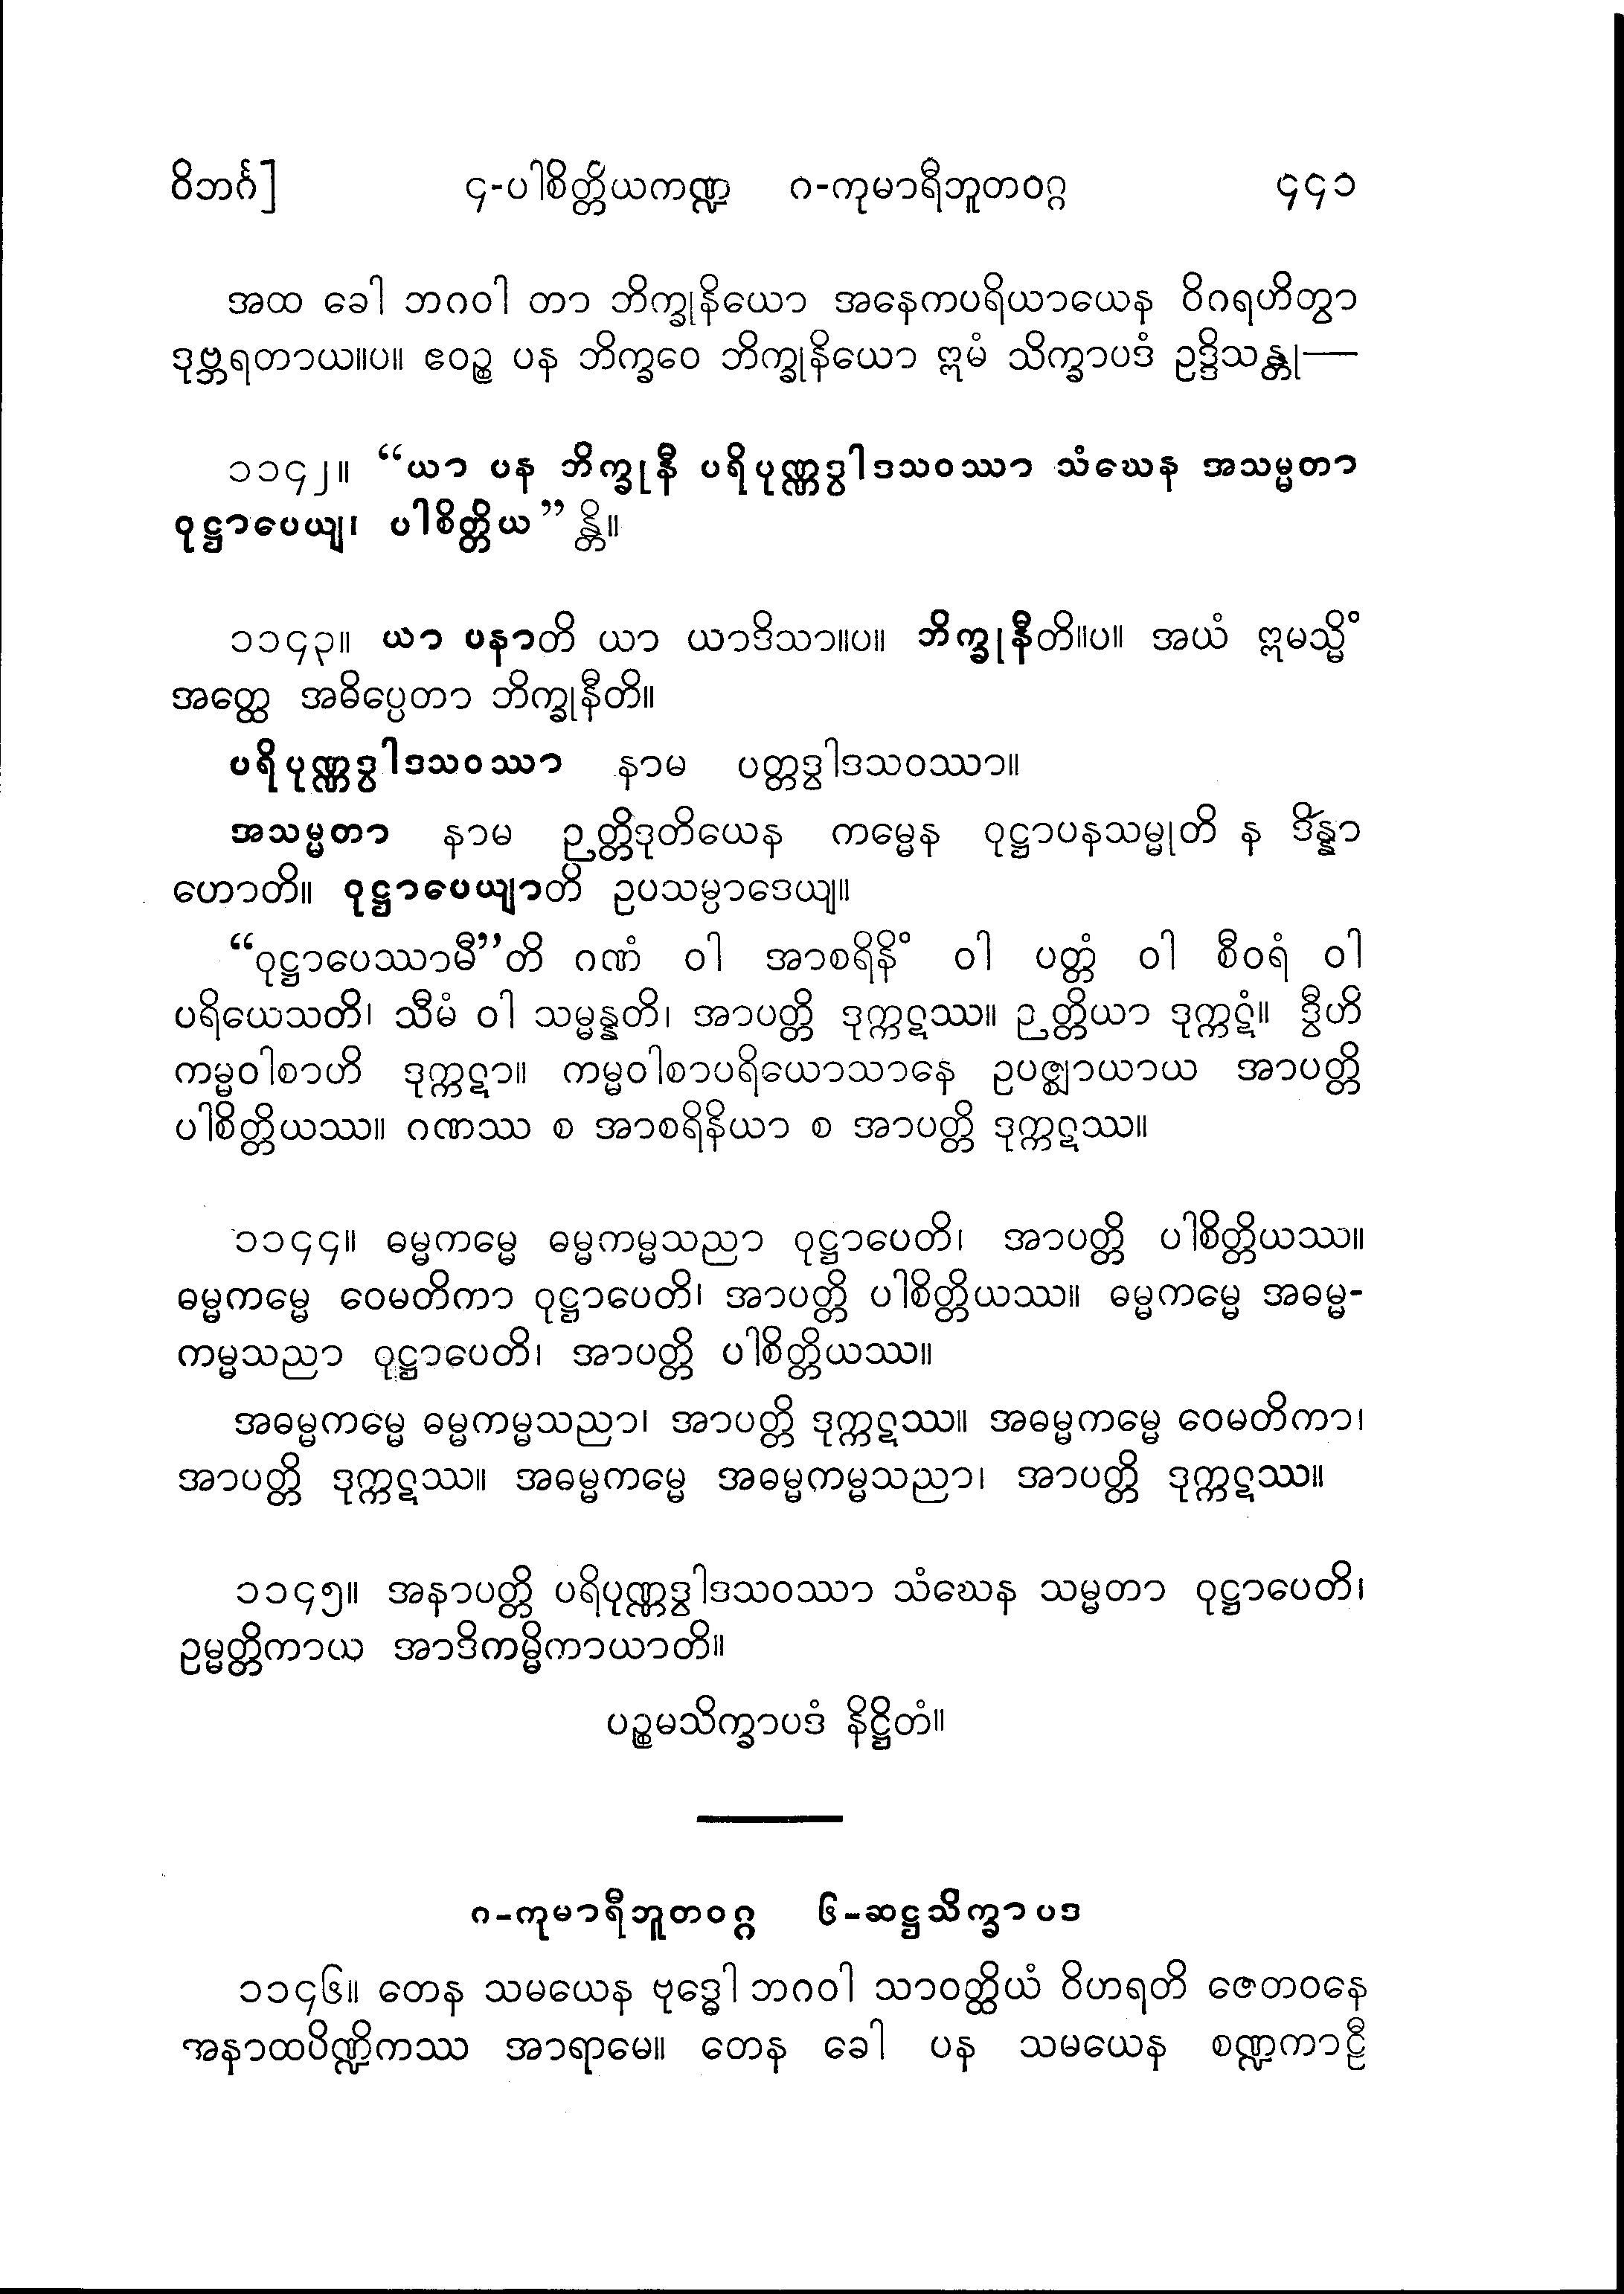 ဝိဘင်္ဂ] ၄-ပါစိတ္တိယကဏ္ဍ ဂ-ကုမာရီဘူတဝဂ္ဂ ၄၄၁
အထ ခေါ ဘဂဝါ တာ ဘိက္ခုနိယော အနေကပရိယာယေန ဝိဂရဟိတွာ
ဒုဗ္ဘရတာယ။ပ။ ဧဝဉ္စ ပန ဘိက္ခဝေ ဘိက္ခုနိယော ဣမံ သိက္ခာပဒံ ဥဒ္ဒိသန္တု—
၁၁၄၂။ “ယာ ပန ဘိက္ခုနီ ပရိပုဏ္ဏဒွါဒသဝဿာ သံဃေန အသမ္မတာ
ဝုဋ္ဌာပေယျ၊ ပါစိတ္တိယ”န္တိ။
၁၁၄၃။ ယာ ပနာတိ ယာ ယာဒိသာ။ပ။ ဘိက္ခုနီတိ။ပ။ အယံ ဣမသ္မိံ
အတ္ထေ အဓိပ္ပေတာ ဘိက္ခုနီတိ။
ပရိပုဏ္ဏဒွါဒသဝဿာ နာမ ပတ္တဒွါဒသဝဿာ။
အသမ္မတာ နာမ ဉတ္တိဒုတိယေန ကမ္မေန ဝုဋ္ဌာပနသမ္မုတိ န ဒိန္နာ
ဟောတိ။ ဝုဋ္ဌာပေယျာတိ ဥပသမ္ပာဒေယျ။
“ဝုဋ္ဌာပေဿာမီ”တိ ဂဏံ ဝါ အာစရိနိံ ဝါ ပတ္တံ ဝါ စီဝရံ ဝါ
ပရိယေသတိ၊ သီမံ ဝါ သမ္မန္နတိ၊ အာပတ္တိ ဒုက္ကဋဿ။ ဉတ္တိယာ ဒုက္ကဋံ။ ဒွီဟိ
ကမ္မဝါစာဟိ ဒုက္ကဋာ။ ကမ္မဝါစာပရိယောသာနေ ဥပဇ္ဈာယာယ အာပတ္တိ
ပါစိတ္တိယဿ။ ဂဏဿ စ အာစရိနိယာ စ အာပတ္တိ ဒုက္ကဋဿ။
၁၁၄၄။ ဓမ္မကမ္မေ ဓမ္မကမ္မသညာ ဝုဋ္ဌာပေတိ၊ အာပတ္တိ ပါစိတ္တိယဿ။
ဓမ္မကမ္မေ ဝေမတိကာ ဝုဋ္ဌာပေတိ၊ အာပတ္တိ ပါစိတ္တိယဿ။ ဓမ္မကမ္မေ အဓမ္မ-
ကမ္မသညာ ဝုဋ္ဌာပေတိ၊ အာပတ္တိ ပါစိတ္တိယဿ။
အဓမ္မကမ္မေ ဓမ္မကမ္မသညာ၊ အာပတ္တိ ဒုက္ကဋဿ။ အဓမ္မကမ္မေ ဝေမတိကာ၊
အာပတ္တိ ဒုက္ကဋဿ။ အဓမ္မကမ္မေ အဓမ္မကမ္မသညာ၊ အာပတ္တိ ဒုက္ကဋဿ။
၁၁၄၅။ အနာပတ္တိ ပရိပုဏ္ဏဒွါဒသဝဿာ သံဃေန သမ္မတာ ဝုဋ္ဌာပေတိ၊
ဥမ္မတ္တိကာယ အာဒိကမ္မိကာယာတိ။
ပဉ္စမသိက္ခာပဒံ နိဋ္ဌိတံ။
ဂ-ကုမာရီဘူတဝဂ္ဂ ၆-ဆဋ္ဌသိက္ခာပဒ
၁၁၄၆။ တေန သမယေန ဗုဒ္ဓေါ ဘဂဝါ သာဝတ္ထိယံ ဝိဟရတိ ဇေတဝနေ
အနာထပိဏ္ဍိကဿ အာရာမေ။ တေန ခေါ ပန သမယေန စဏ္ဍကာဠီ